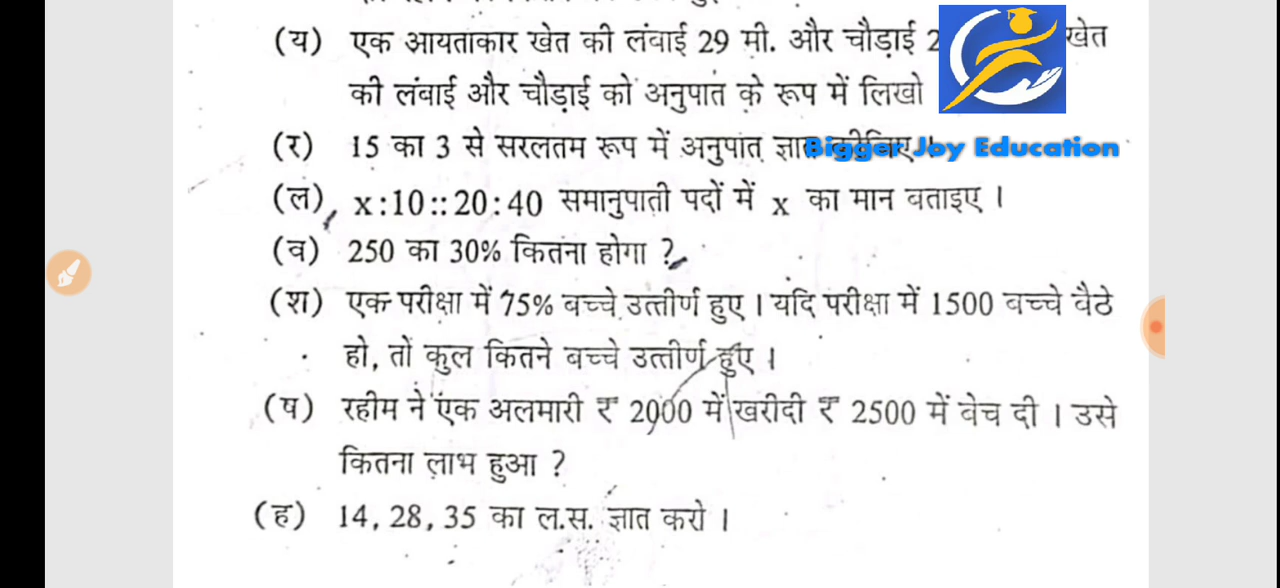 (य) एक आयताकार खेत की लंबाई 29 मी. और चौड़ाई 2 खेत
की लंबाई और चौड़ाई को अनुपात के रूप में लिखो
(र) 15 का 3 से सरलतम रूप में अनुपात ज्ञात कीजिए ।
Bigger Joy Education
(ल) x:10::20:40 समानुपाती पदों में x का मान बताइए ।
(व) 250 का 30% कितना होगा ?
(श) एक परीक्षा में 75% बच्चे उत्तीर्ण हुए । यदि परीक्षा में 1500 बच्चे बैठे
हो, तो कुल कितने बच्चे उत्तीर्ण हुए ।
(ष) रहीम ने एक अलमारी ₹ 2000 में खरीदी ₹ 2500 में बेच दी । उसे
कितना लाभ हुआ ?
(ह) 14, 28, 35 का ल.स. ज्ञात करो ।